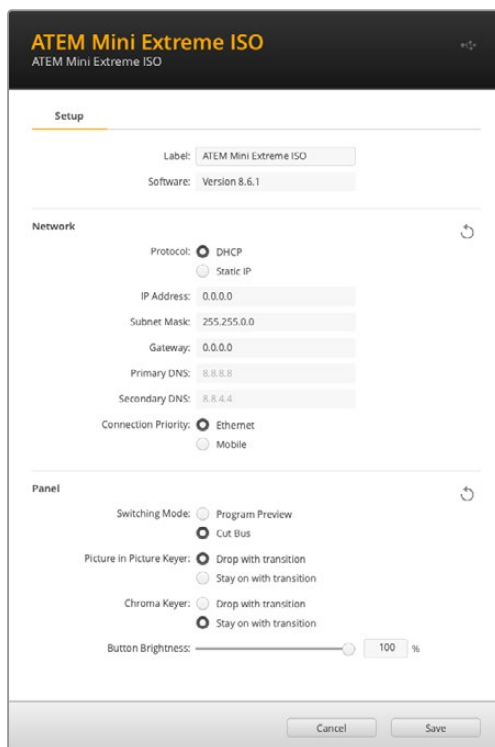 ATEM Mini Extreme ISO
ATEM Mini Extreme ISO
Setup
Label: ATEM Mini Extreme ISO
Software: Version 8.6.1
Network
Protocol: DHCP
Static IP
IP Address: 0.0.0.0
Subnet Mask: 255.255.0.0
Gateway: 0.0.0.0
Primary DNS: 8.8.8.8
Secondary DNS: 8.8.4.4
Connection Priority: Ethernet
Mobile
Panel
Switching Mode: Program Preview
Cut Bus
Picture in Picture Keyer: Drop with transition
Stay on with transition
Chroma Keyer: Drop with transition
Stay on with transition
Button Brightness: 100 %
Cancel Save